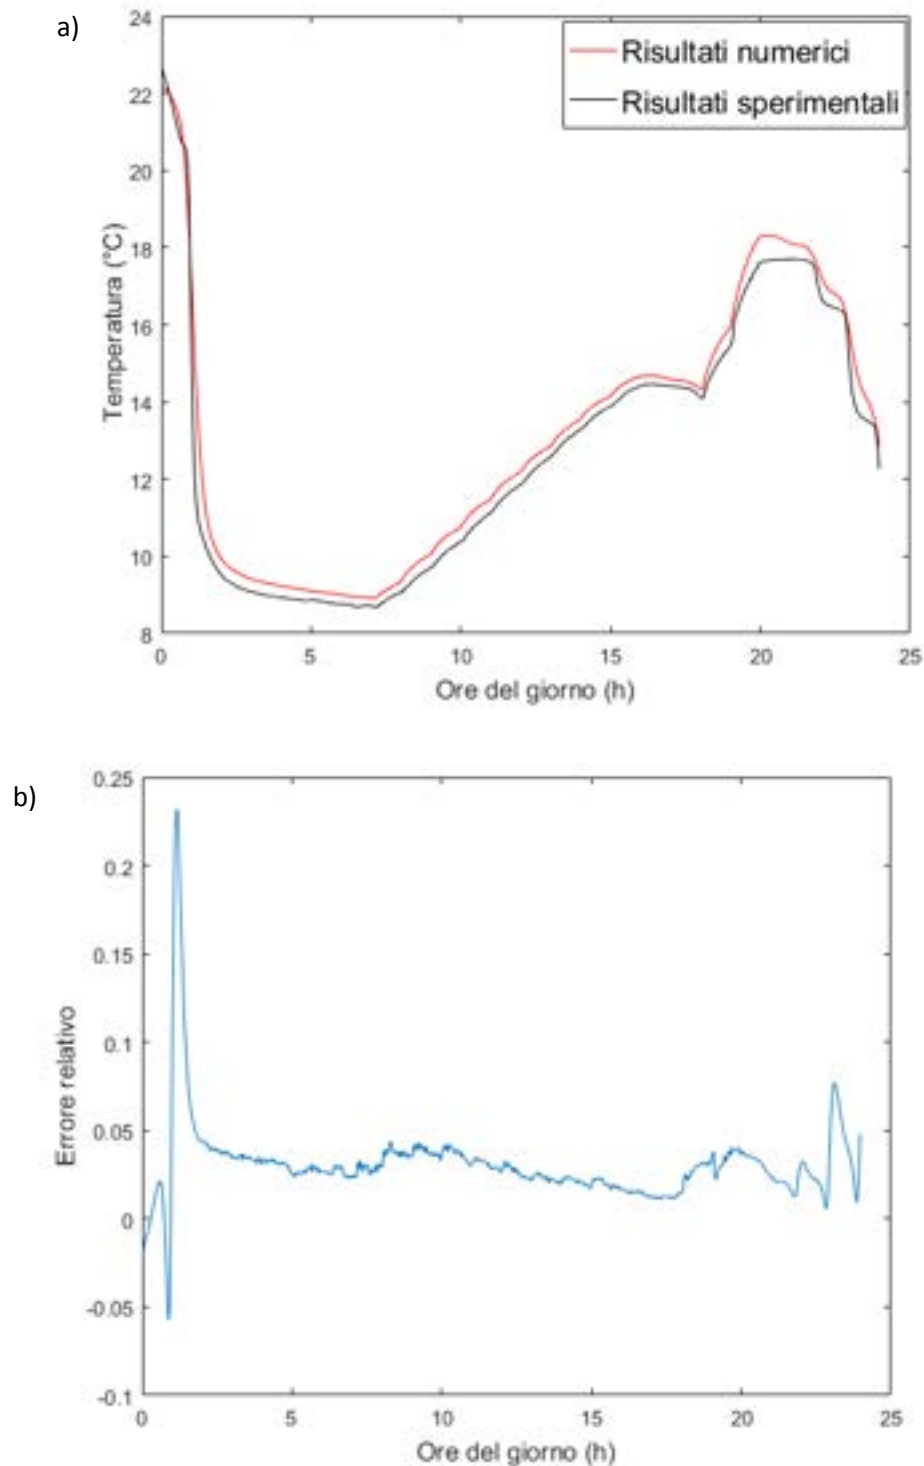 a)
24
22
20
18
16
14
12
10
8
Temperatura (°C)
Risultati numerici
Risultati sperimentali
0 5 10 15 20 25
Ore del giorno (h)
b)
0.25
0.2
0.15
0.1
0.05
0
-0.05
-0.1
Errore relativo
0 5 10 15 20 25
Ore del giorno (h)